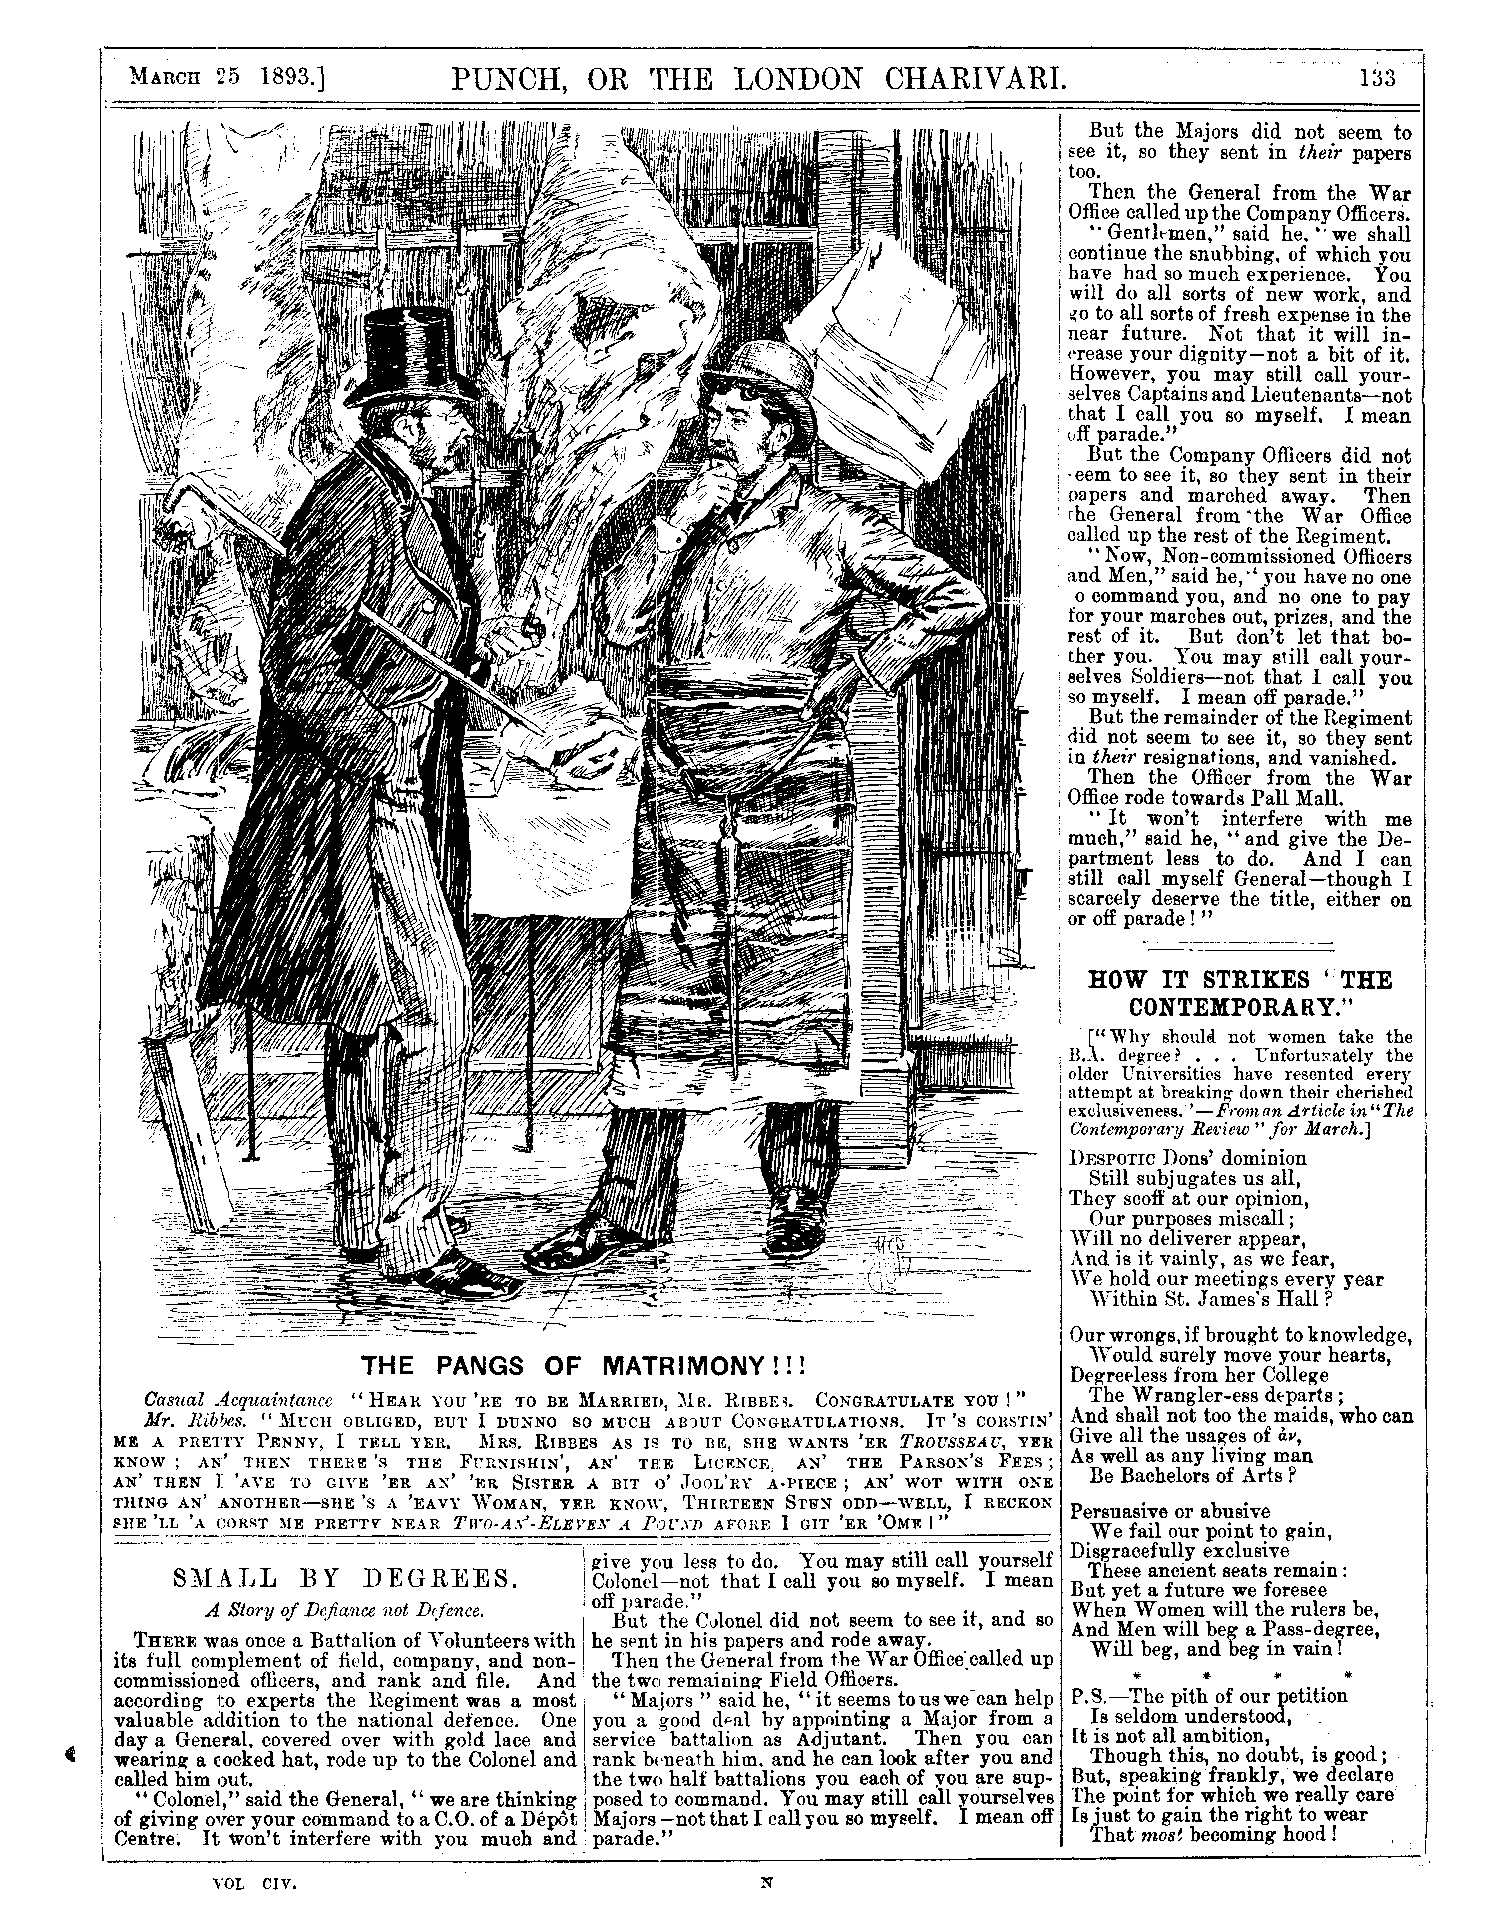 MARCH 25 1893.]
PUNCH, OR THE LONDON CHARIVARI.
133
THE PANGS OF MATRIMONY!!!
Casual Acquaintance "HEAR YOU'RE TO BE MARRIED, MR. RIBBES. CONGRATULATE YOU!"
Mr. Ribbes. "MUCH OBLIGED, BUT I DUNNO SO MUCH ABOUT CONGRATULATIONS. IT'S CORSTIN'
ME A PRETTY PENNY, I TELL YER. MRS. RIBBES AS IS TO BE, SHE WANTS 'ER TROUSSEAU, YER
KNOW; AN' THEN THERE'S THE FURNISHIN', AN' THE LICENCE, AN' THE PARSON'S FEES;
AN' THEN I 'AVE TO GIVE 'ER AN' 'ER SISTER A BIT O' JOOL'RY A-PIECE; AN' WOT WITH ONE
THING AN' ANOTHER—SHE'S A 'EAVY WOMAN, YER KNOW, THIRTEEN STUN ODD—WELL, I RECKON
SHE'LL 'A CORST ME PRETTY NEAR TWO-AN'-ELEVEN A POUND AFORE I GIT 'ER 'OME!"
SMALL BY DEGREES.
A Story of Defiance not Defence.
THERE was once a Battalion of Volunteers with
its full complement of field, company, and non-
commissioned officers, and rank and file. And
according to experts the Regiment was a most
valuable addition to the national defence. One
day a General, covered over with gold lace and
wearing a cocked hat, rode up to the Colonel and
called him out.
"Colonel," said the General, "we are thinking
of giving over your command to a C.O. of a Dépôt
Centre. It won't interfere with you much and
give you less to do. You may still call yourself
Colonel—not that I call you so myself. I mean
off parade."
But the Colonel did not seem to see it, and so
he sent in his papers and rode away.
Then the General from the War Office called up
the two remaining Field Officers.
"Majors" said he, "it seems to us we can help
you a good deal by appointing a Major from a
service battalion as Adjutant. Then you can
rank beneath him, and he can look after you and
the two half battalions you each of you are sup-
posed to command. You may still call yourselves
Majors—not that I call you so myself. I mean off
parade."
But the Majors did not seem to
see it, so they sent in their papers
too.
Then the General from the War
Office called up the Company Officers.
"Gentlemen," said he, "we shall
continue the snubbing, of which you
have had so much experience. You
will do all sorts of new work, and
go to all sorts of fresh expense in the
near future. Not that it will in-
crease your dignity—not a bit of it.
However, you may still call your-
selves Captains and Lieutenants—not
that I call you so myself. I mean
off parade."
But the Company Officers did not
seem to see it, so they sent in their
papers and marched away. Then
the General from the War Office
called up the rest of the Regiment.
"Now, Non-commissioned Officers
and Men," said he, "you have no one
to command you, and no one to pay
for your marches out, prizes, and the
rest of it. But don't let that bo-
ther you. You may still call your-
selves Soldiers—not that I call you
so myself. I mean off parade."
But the remainder of the Regiment
did not seem to see it, so they sent
in their resignations, and vanished.
Then the Officer from the War
Office rode towards Pall Mall.
"It won't interfere with me
much," said he, "and give the De-
partment less to do. And I can
still call myself General—though I
scarcely deserve the title, either on
or off parade!"
HOW IT STRIKES "THE
CONTEMPORARY."
["Why should not women take the
B.A. degree? . . . Unfortunately the
older Universities have resented every
attempt at breaking down their cherished
exclusiveness."—From an Article in "The
Contemporary Review" for March.]
DESPOTIC Dons' dominion
Still subjugates us all,
They scoff at our opinion,
Our purposes miscall;
Will no deliverer appear,
And is it vainly, as we fear,
We hold our meetings every year
Within St. James's Hall?
Our wrongs, if brought to knowledge,
Would surely move your hearts,
Degreeless from her College
The Wrangler-ess departs;
And shall not too the maids, who can
Give all the usages of ἀν,
As well as any living man
Be Bachelors of Arts?
Persuasive or abusive
We fail our point to gain,
Disgracefully exclusive
These ancient seats remain:
But yet a future we foresee
When Women will the rulers be,
And Men will beg a Pass-degree,
Will beg, and beg in vain!
* * * *
P.S.—The pith of our petition
Is seldom understood,
It is not all ambition,
Though this, no doubt, is good;
But, speaking frankly, we declare
The point for which we really care
Is just to gain the right to wear
That most becoming hood!
VOL CIV.
N